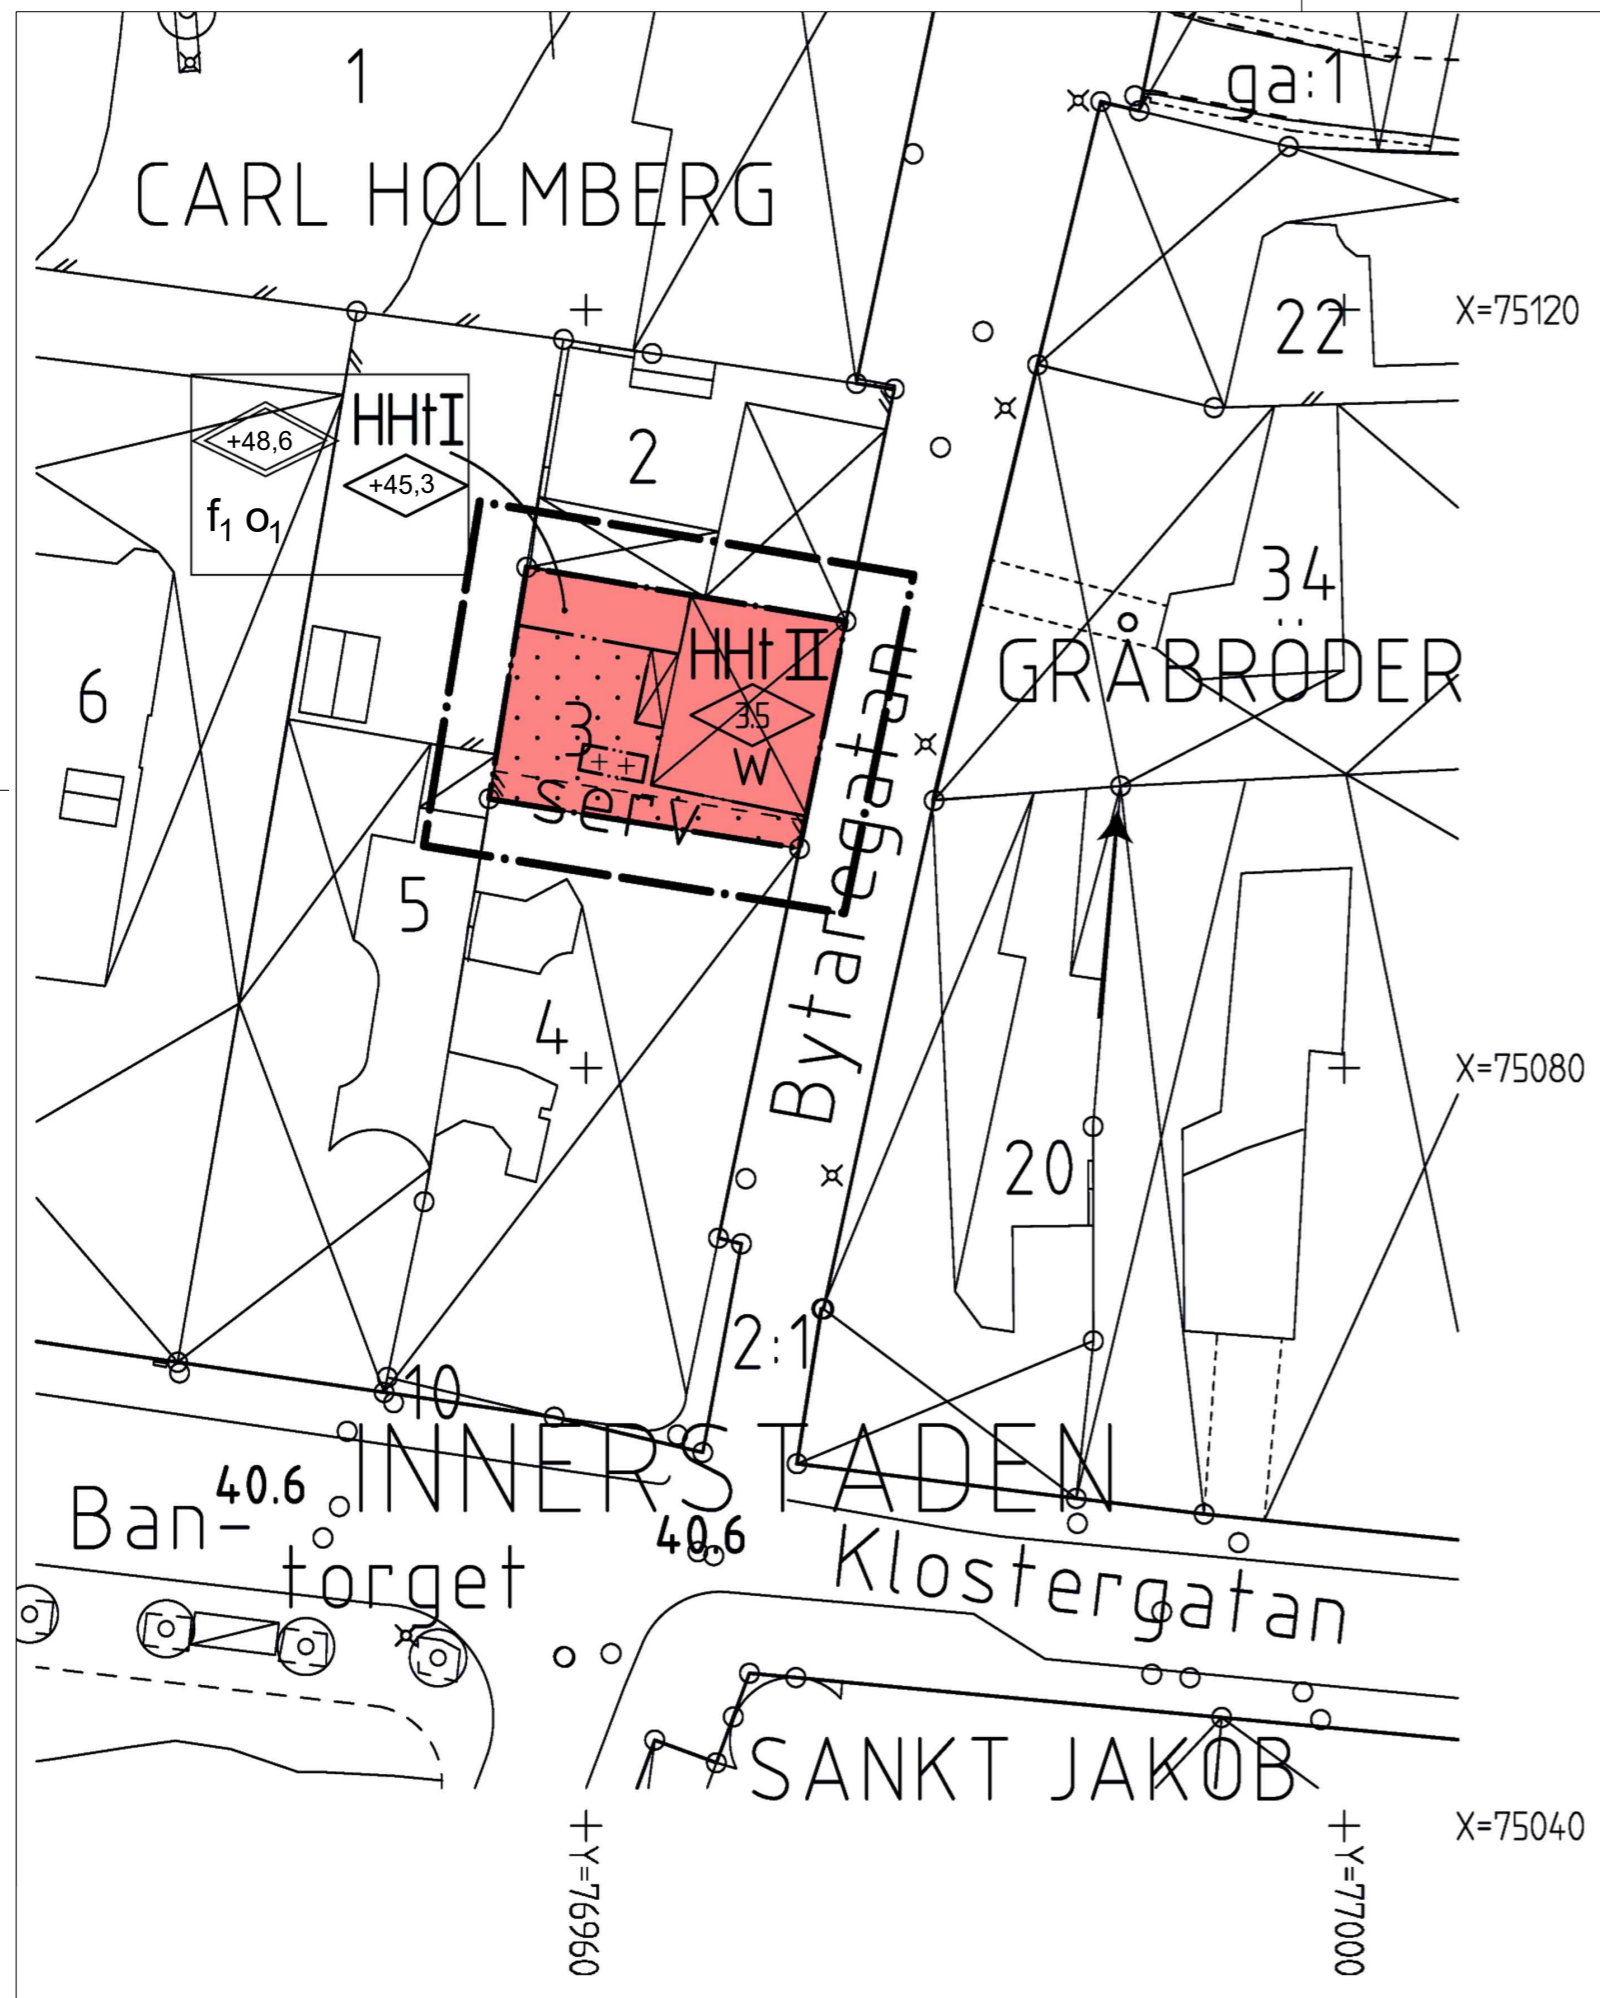 1
ga:1
CARL HOLMBERG
22
X=75120
HHtI
+48,6
2
+45,3
f₁ o₁
34
GRÅBRÖDER
HHt II
6
3
3.5
W
++
Serv
5
4
Bytaregatan
X=75080
20
2:1
10
INNERSTADEN
40.6
Ban-
40.6
torget
Klostergatan
SANKT JAKOB
X=75040
Y=76960
Y=77000